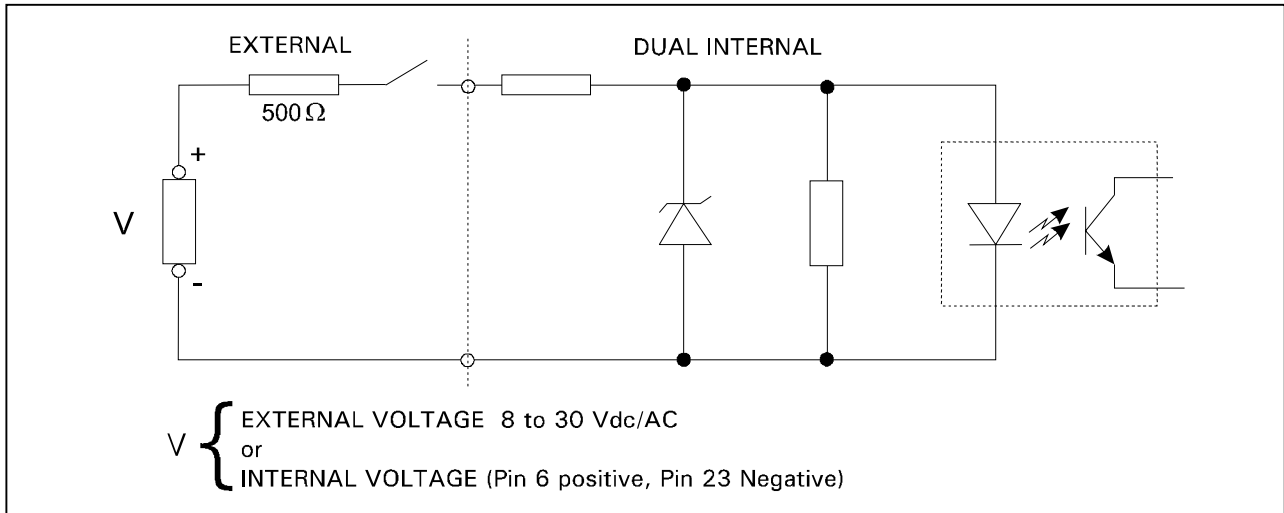 EXTERNAL DUAL INTERNAL
500Ω
+
V
-
V { EXTERNAL VOLTAGE 8 to 30 Vdc/AC
or
INTERNAL VOLTAGE (Pin 6 positive, Pin 23 Negative)